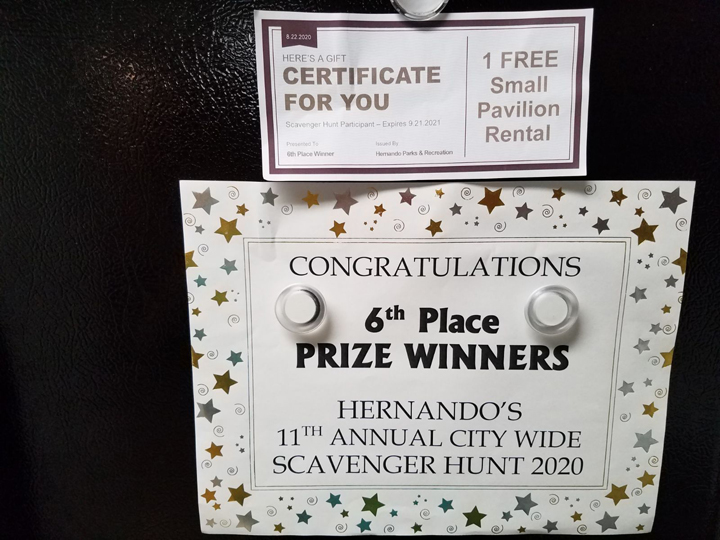 8.22.2020
HERE'S A GIFT
CERTIFICATE
FOR YOU
Scavenger Hunt Participant – Expires 9.21.2021
Presented To
6th Place Winner
Issued By
Hernando Parks & Recreation
1 FREE
Small
Pavilion
Rental
CONGRATULATIONS
6th Place
PRIZE WINNERS
HERNANDO'S
11TH ANNUAL CITY WIDE
SCAVENGER HUNT 2020